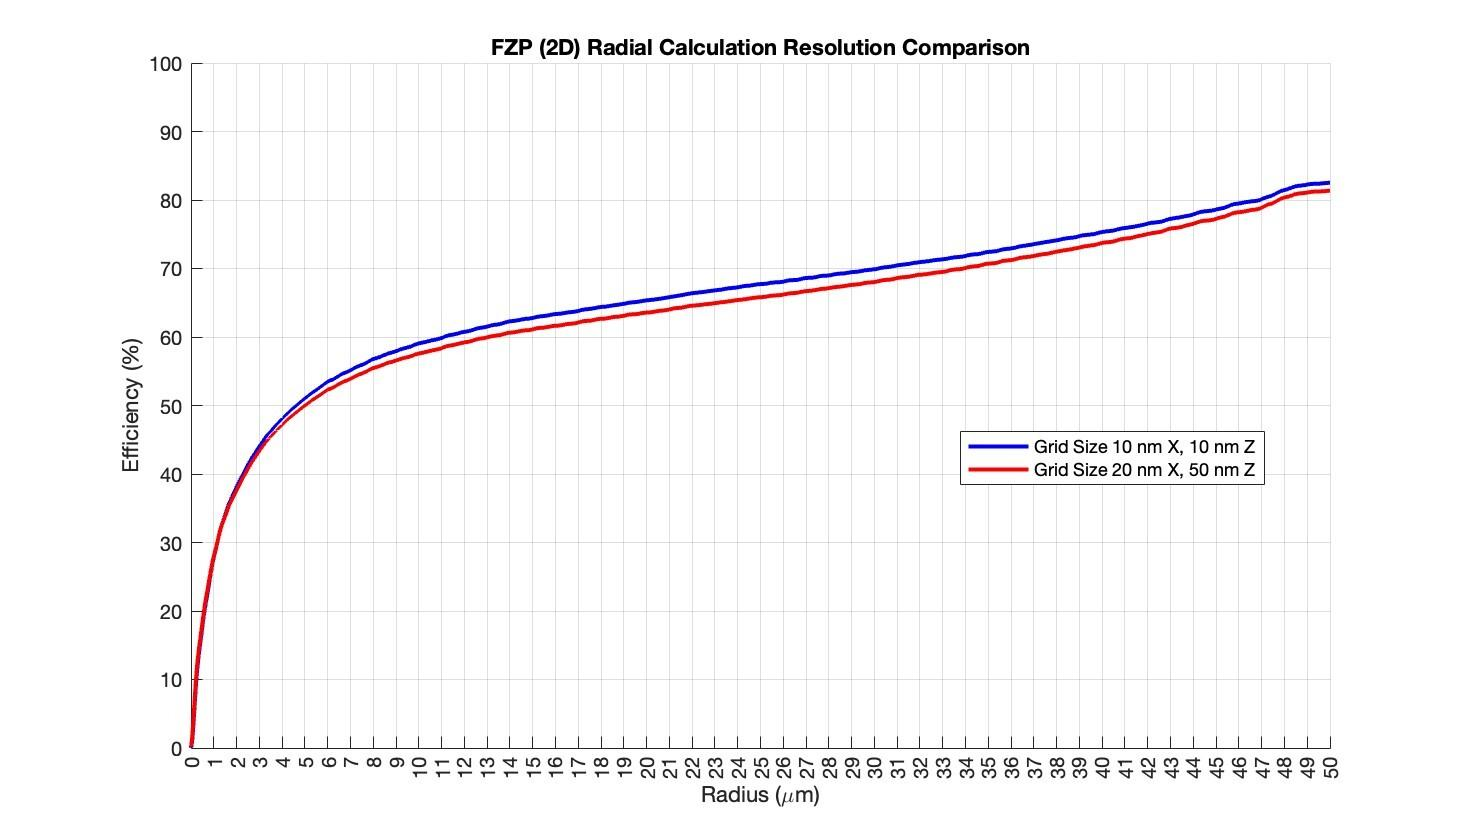 FZP (2D) Radial Calculation Resolution Comparison
100
90
80
70
60
50
40
30
20
10
0
Efficiency (%)
Grid Size 10 nm X, 10 nm Z
Grid Size 20 nm X, 50 nm Z
0 1 2 3 4 5 6 7 8 9 10 11 12 13 14 15 16 17 18 19 20 21 22 23 24 25 26 27 28 29 30 31 32 33 34 35 36 37 38 39 40 41 42 43 44 45 46 47 48 49 50
Radius (μm)